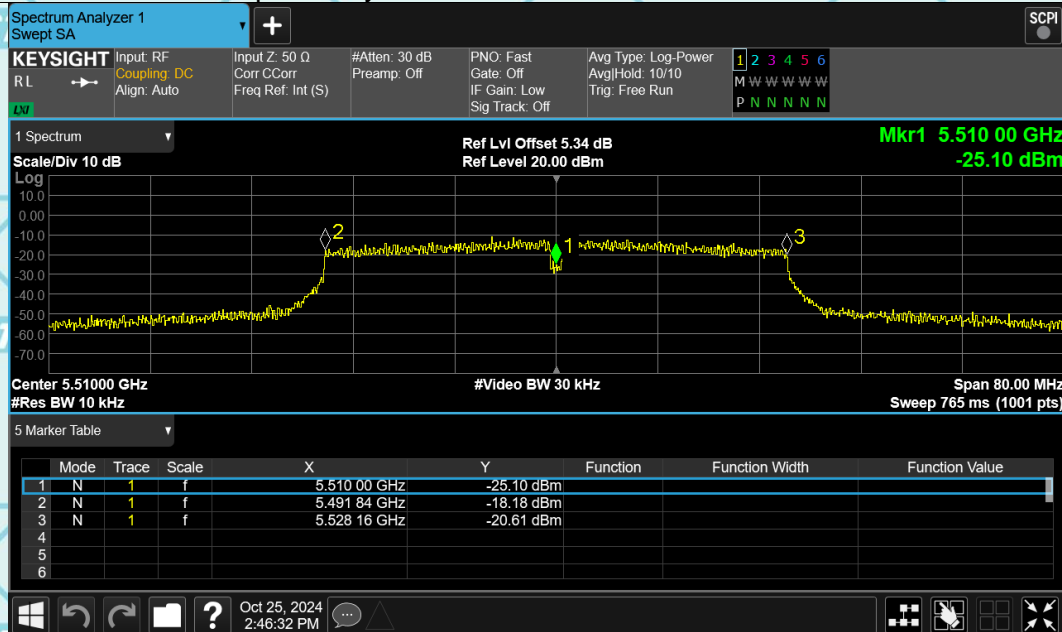 Spectrum Analyzer 1
Swept SA
+
SCPI
KEYSIGHT
RL
LXI
Input: RF
Coupling: DC
Align: Auto
Input Z: 50 Ω
Corr CCorr
Freq Ref: Int (S)
#Atten: 30 dB
Preamp: Off
PNO: Fast
Gate: Off
IF Gain: Low
Sig Track: Off
Avg Type: Log-Power
Avg|Hold: 10/10
Trig: Free Run
1 2 3 4 5 6
M W W W W W
P N N N N N
1 Spectrum
Scale/Div 10 dB
Ref Lvl Offset 5.34 dB
Ref Level 20.00 dBm
Mkr1 5.510 00 GHz
-25.10 dBm
Log
10.0
0.00
-10.0
-20.0
-30.0
-40.0
-50.0
-60.0
-70.0
2
1
3
Center 5.51000 GHz
#Video BW 30 kHz
Span 80.00 MHz
#Res BW 10 kHz
Sweep 765 ms (1001 pts)
5 Marker Table
Mode Trace Scale X Y Function Function Width Function Value
1 N 1 f 5.510 00 GHz -25.10 dBm
2 N 1 f 5.491 84 GHz -18.18 dBm
3 N 1 f 5.528 16 GHz -20.61 dBm
4
5
6
?
Oct 25, 2024
2:46:32 PM